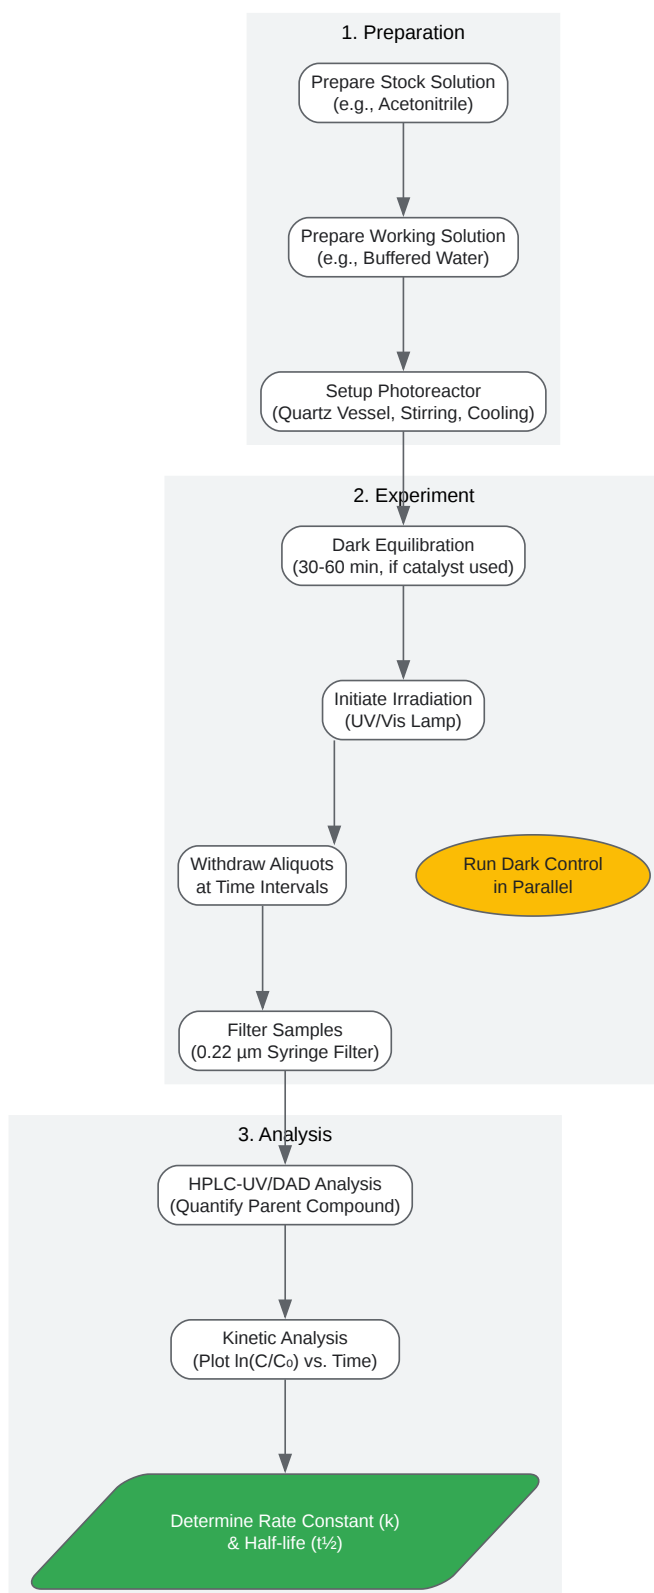 1. Preparation
Prepare Stock Solution
(e.g., Acetonitrile)
Prepare Working Solution
(e.g., Buffered Water)
Setup Photoreactor
(Quartz Vessel, Stirring, Cooling)
2. Experiment
Dark Equilibration
(30-60 min, if catalyst used)
Initiate Irradiation
(UV/Vis Lamp)
Withdraw Aliquots
at Time Intervals
Run Dark Control
in Parallel
Filter Samples
(0.22 µm Syringe Filter)
3. Analysis
HPLC-UV/DAD Analysis
(Quantify Parent Compound)
Kinetic Analysis
(Plot ln(C/C₀) vs. Time)
Determine Rate Constant (k)
& Half-life (t½)